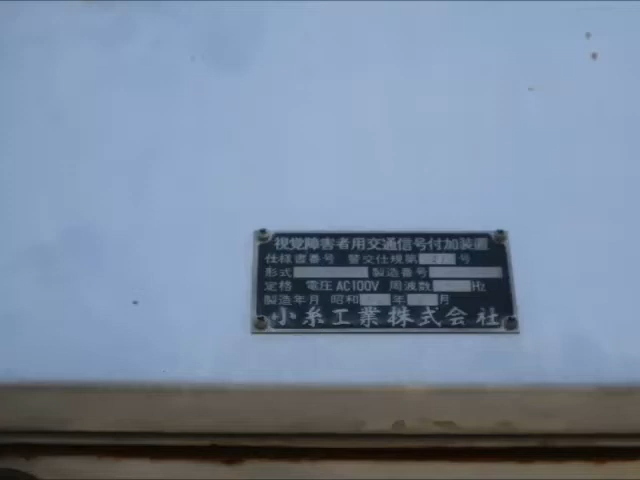 視覚障害者用交通信号付加装置
仕様書番号 警交仕規第 21 号
形式 製造番号
定格 電圧 AC100V 周波数 Hz
製造年月 昭和 年 月
小糸工業株式会社